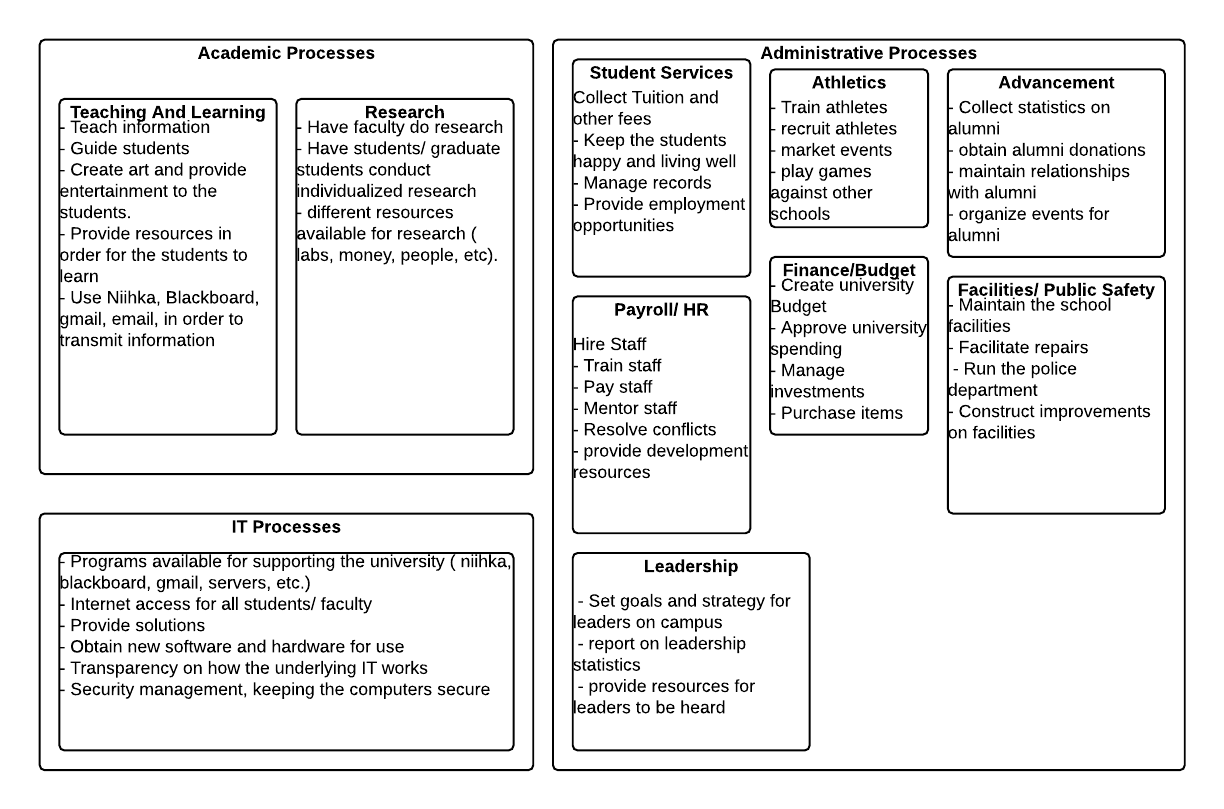 Academic Processes
Teaching And Learning
- Teach information
- Guide students
- Create art and provide
entertainment to the
students.
- Provide resources in
order for the students to
learn
- Use Niihka, Blackboard,
gmail, email, in order to
transmit information
Research
- Have faculty do research
- Have students/ graduate
students conduct
individualized research
- different resources
available for research (
labs, money, people, etc).
IT Processes
- Programs available for supporting the university ( niihka,
blackboard, gmail, servers, etc.)
- Internet access for all students/ faculty
- Provide solutions
- Obtain new software and hardware for use
- Transparency on how the underlying IT works
- Security management, keeping the computers secure
Administrative Processes
Student Services
Collect Tuition and
other fees
- Keep the students
happy and living well
- Manage records
- Provide employment
opportunities
Athletics
- Train athletes
- recruit athletes
- market events
- play games
against other
schools
Advancement
- Collect statistics on
alumni
- obtain alumni donations
- maintain relationships
with alumni
- organize events for
alumni
Payroll/ HR
Hire Staff
- Train staff
- Pay staff
- Mentor staff
- Resolve conflicts
- provide development
resources
Finance/Budget
- Create university
Budget
- Approve university
spending
- Manage
investments
- Purchase items
Facilities/ Public Safety
- Maintain the school
facilities
- Facilitate repairs
- Run the police
department
- Construct improvements
on facilities
Leadership
- Set goals and strategy for
leaders on campus
- report on leadership
statistics
- provide resources for
leaders to be heard